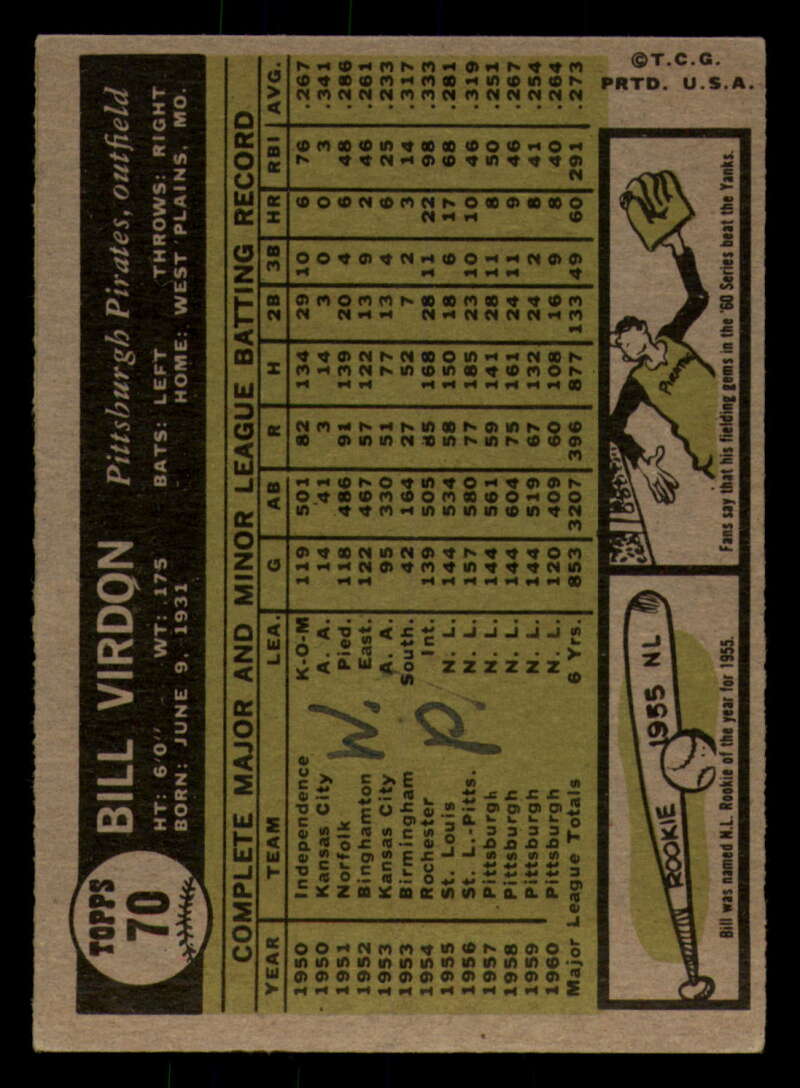 TOPPS
70
BILL VIRDON Pittsburgh Pirates, outfield
HT: 6'0" WT: 175 BATS: LEFT THROWS: RIGHT
BORN: JUNE 9, 1931 HOME: WEST PLAINS, MO.
COMPLETE MAJOR AND MINOR LEAGUE BATTING RECORD
YEAR TEAM LEA. G AB R H 2B 3B HR RBI AVG.
1950 Independence K-O-M 119 501 82 134 29 10 6 76 .267
1950 Kansas City A. A. 14 41 3 14 3 0 0 3 .341
1951 Norfolk Pied. 118 486 91 139 20 4 6 48 .286
1952 Binghamton East. 122 467 57 122 13 9 2 46 .261
1953 Kansas City A. A. 95 330 51 77 13 4 6 25 .233
1953 Birmingham South. 42 164 27 52 7 2 3 14 .317
1954 Rochester Int. 139 505 85 168 28 11 22 98 .333
1955 St. Louis N. L. 144 534 58 150 18 6 17 68 .281
1956 St. L.-Pitts. N. L. 157 580 77 185 23 10 10 46 .319
1957 Pittsburgh N. L. 144 561 59 141 28 11 8 50 .251
1958 Pittsburgh N. L. 144 604 75 161 24 11 9 46 .267
1959 Pittsburgh N. L. 144 519 67 132 24 2 8 41 .254
1960 Pittsburgh N. L. 120 409 60 108 16 9 8 40 .264
Major League Totals 6 Yrs. 853 3207 396 877 133 49 60 291 .273
W.
P.
ROOKIE 1955 NL
Bill was named N.L. Rookie of the year for 1955.
PIRATES
Fans say that his fielding gems in the '60 Series beat the Yanks.
©T.C.G.
PRTD. U.S.A.